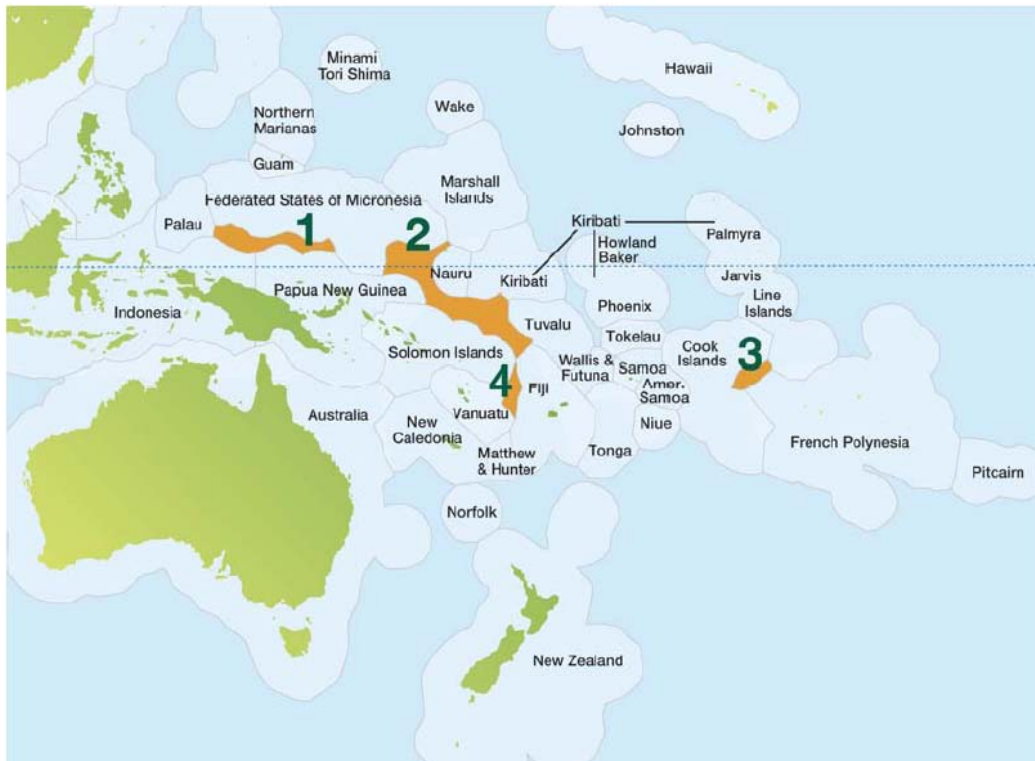 Minami
Tori Shima
Hawaii
Wake
Northern
Marianas
Johnston
Guam
Marshall
Islands
Federated States of Micronesia
Palau
1
2
Kiribati
Palmyra
Howland
Baker
Nauru
Kiribati
Jarvis
Papua New Guinea
Line
Islands
Indonesia
Phoenix
Tuvalu
Tokelau
Solomon Islands
Cook
Islands
3
Wallis &
Futuna
Samoa
Amer.
Samoa
4
Fiji
Vanuatu
Australia
New
Caledonia
Niue
Matthew
& Hunter
Tonga
French Polynesia
Pitcairn
Norfolk
New Zealand